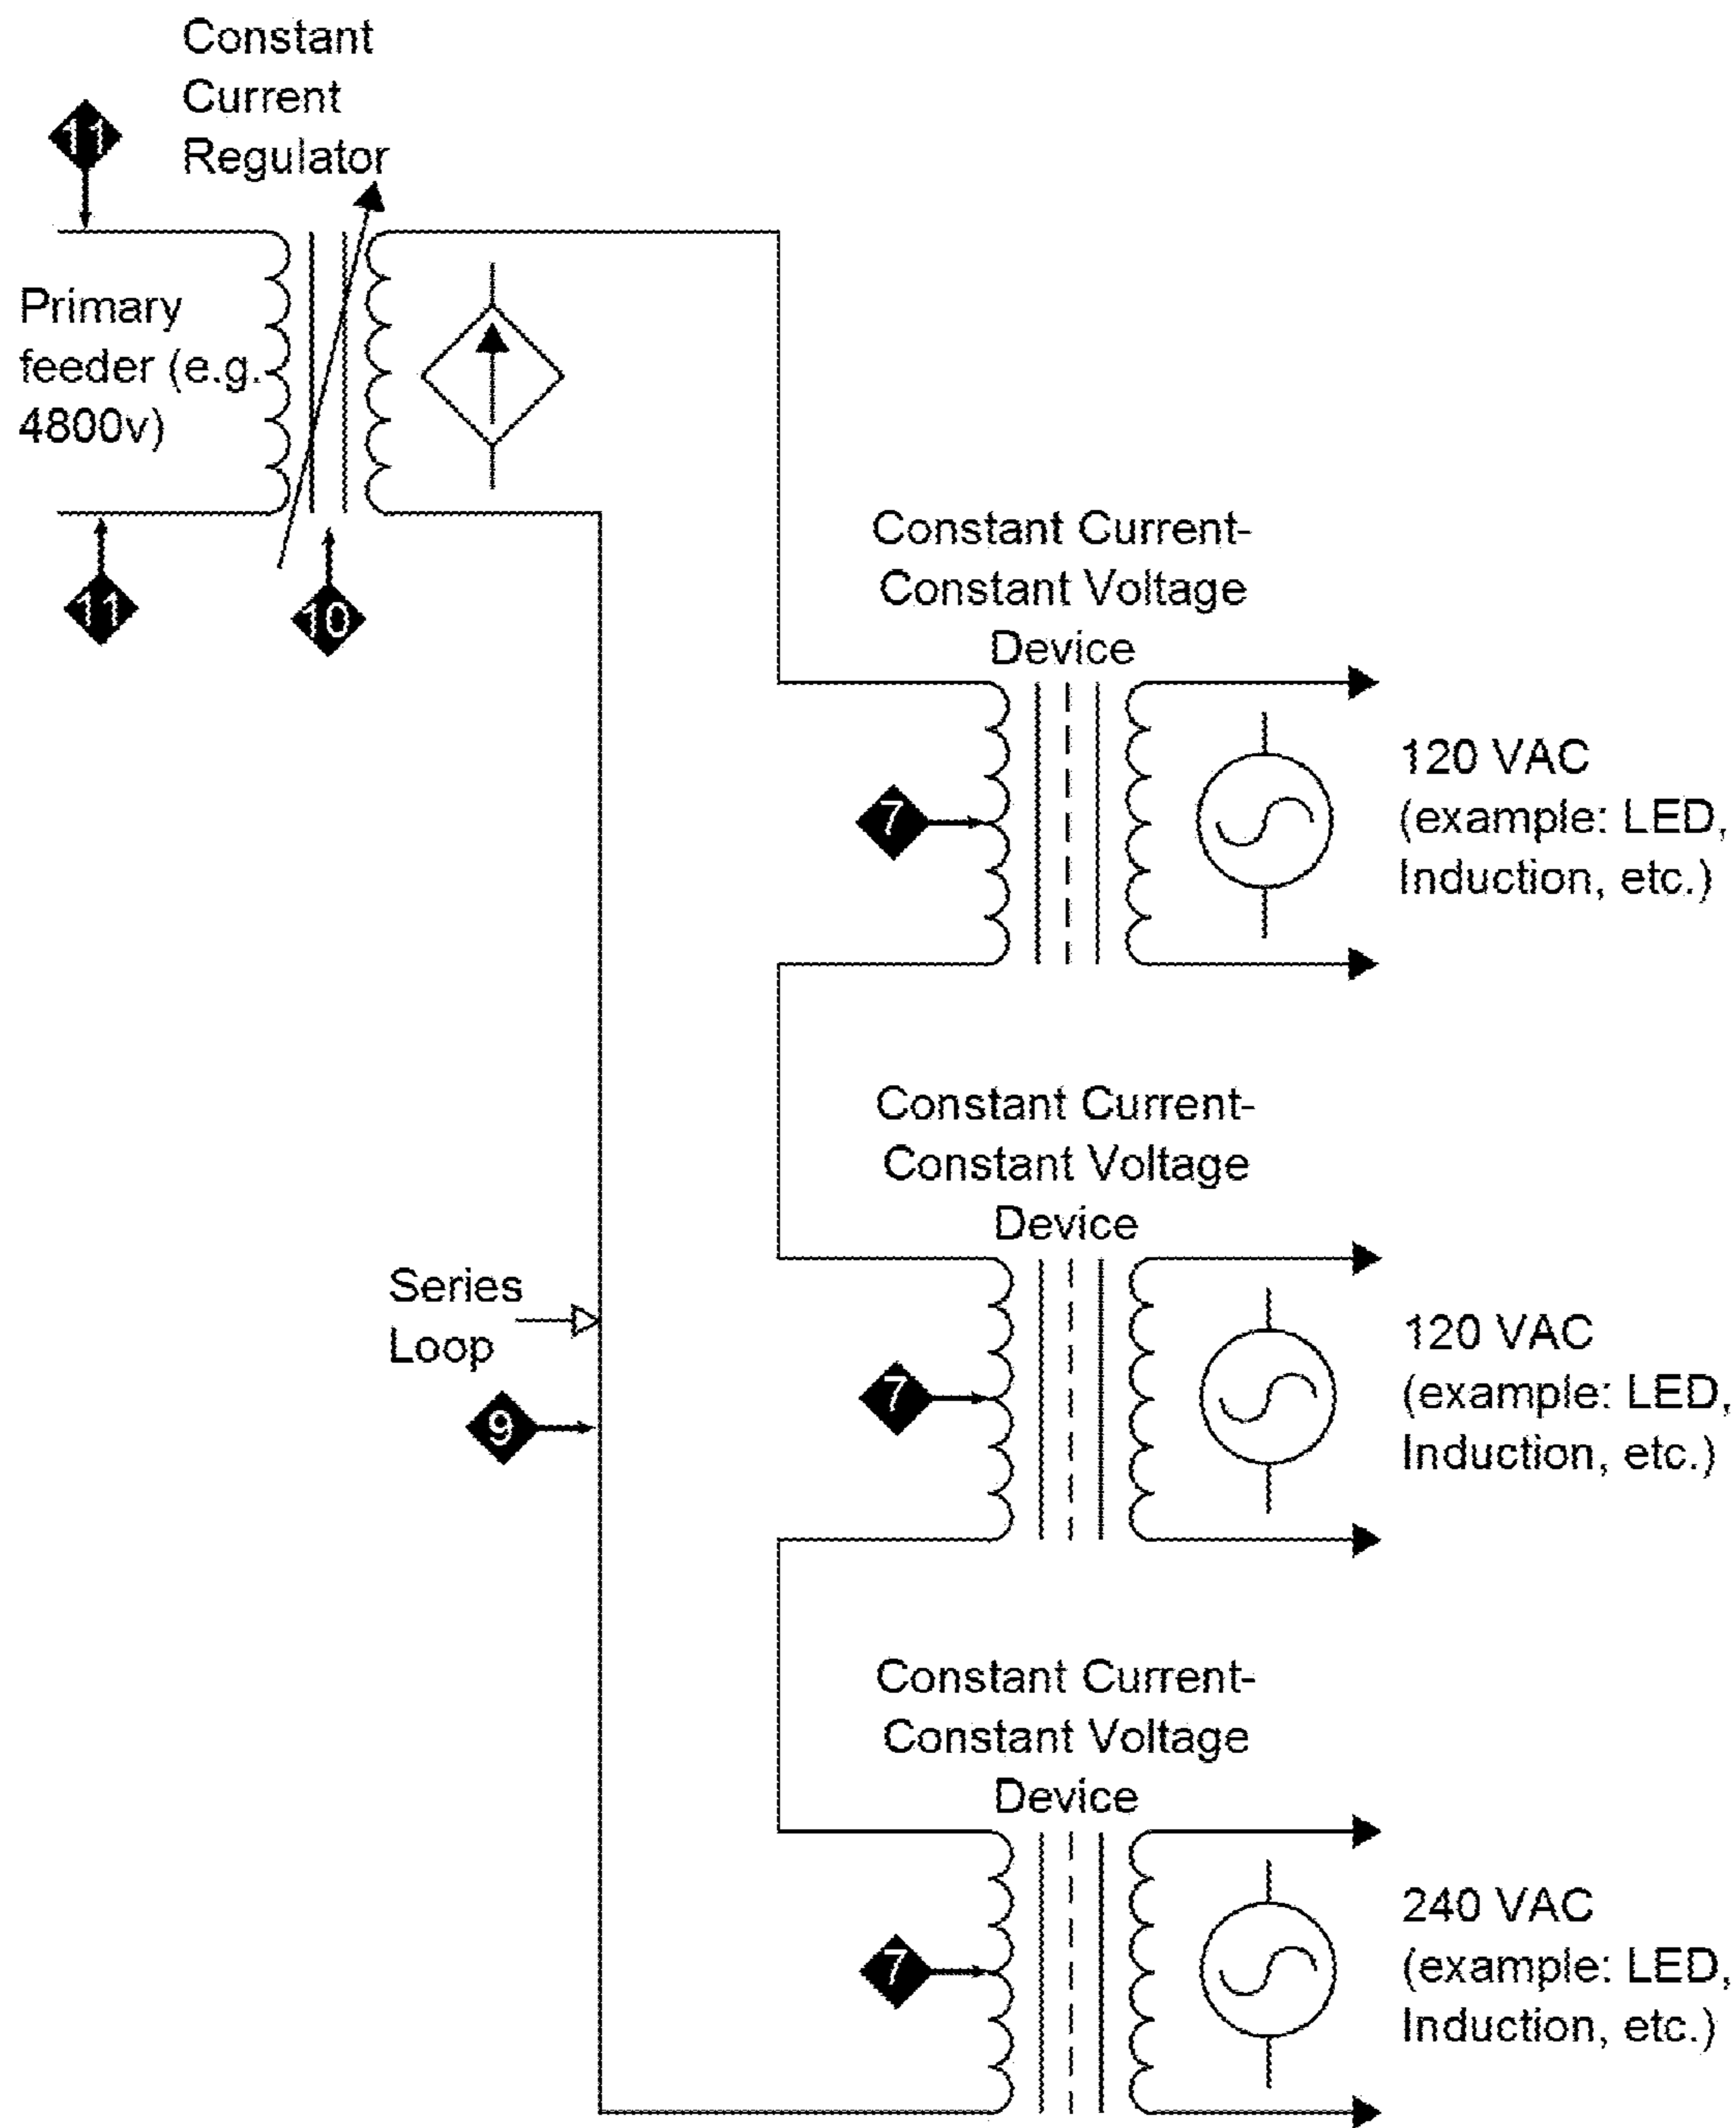 Constant
Current
Regulator
11
Primary
feeder (e.g.
4800v)
11
10
Constant Current-
Constant Voltage
Device
7
120 VAC
(example: LED,
Induction, etc.)
Constant Current-
Constant Voltage
Device
Series
Loop
7
120 VAC
(example: LED,
Induction, etc.)
9
Constant Current-
Constant Voltage
Device
7
240 VAC
(example: LED,
Induction, etc.)